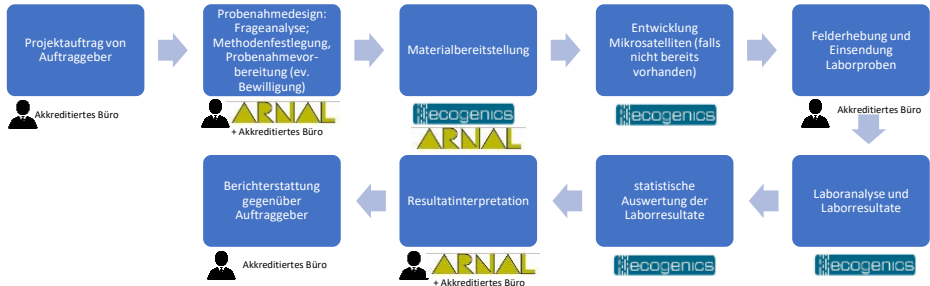 Projektauftrag von
Auftraggeber
Akkreditiertes Büro
Probenahmedesign:
Frageanalyse;
Methodenfestlegung,
Probenahmevor-
bereitung (ev.
Bewilligung)
ARNAL
+ Akkreditiertes Büro
Materialbereitstellung
ecogenics
ARNAL
Entwicklung
Mikrosatelliten (falls
nicht bereits
vorhanden)
ecogenics
Felderhebung und
Einsendung
Laborproben
Akkreditiertes Büro
Laboranalyse und
Laborresultate
ecogenics
statistische
Auswertung der
Laborresultate
ecogenics
Resultatinterpretation
ARNAL
+ Akkreditiertes Büro
Berichterstattung
gegenüber
Auftraggeber
Akkreditiertes Büro